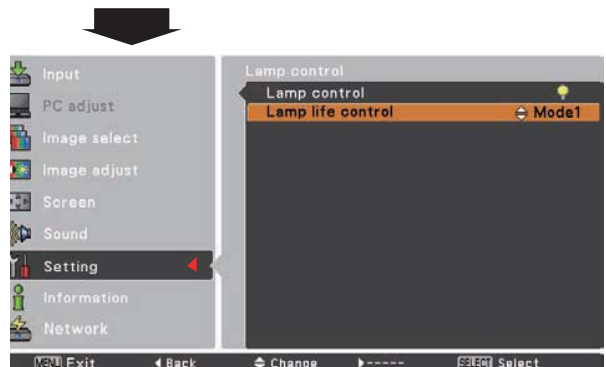 Input
PC adjust
Image select
Image adjust
Screen
Sound
Setting
Information
Network
Lamp control
Lamp control
Lamp life control Mode1
MENU Exit Back Change ----- SELECT Select